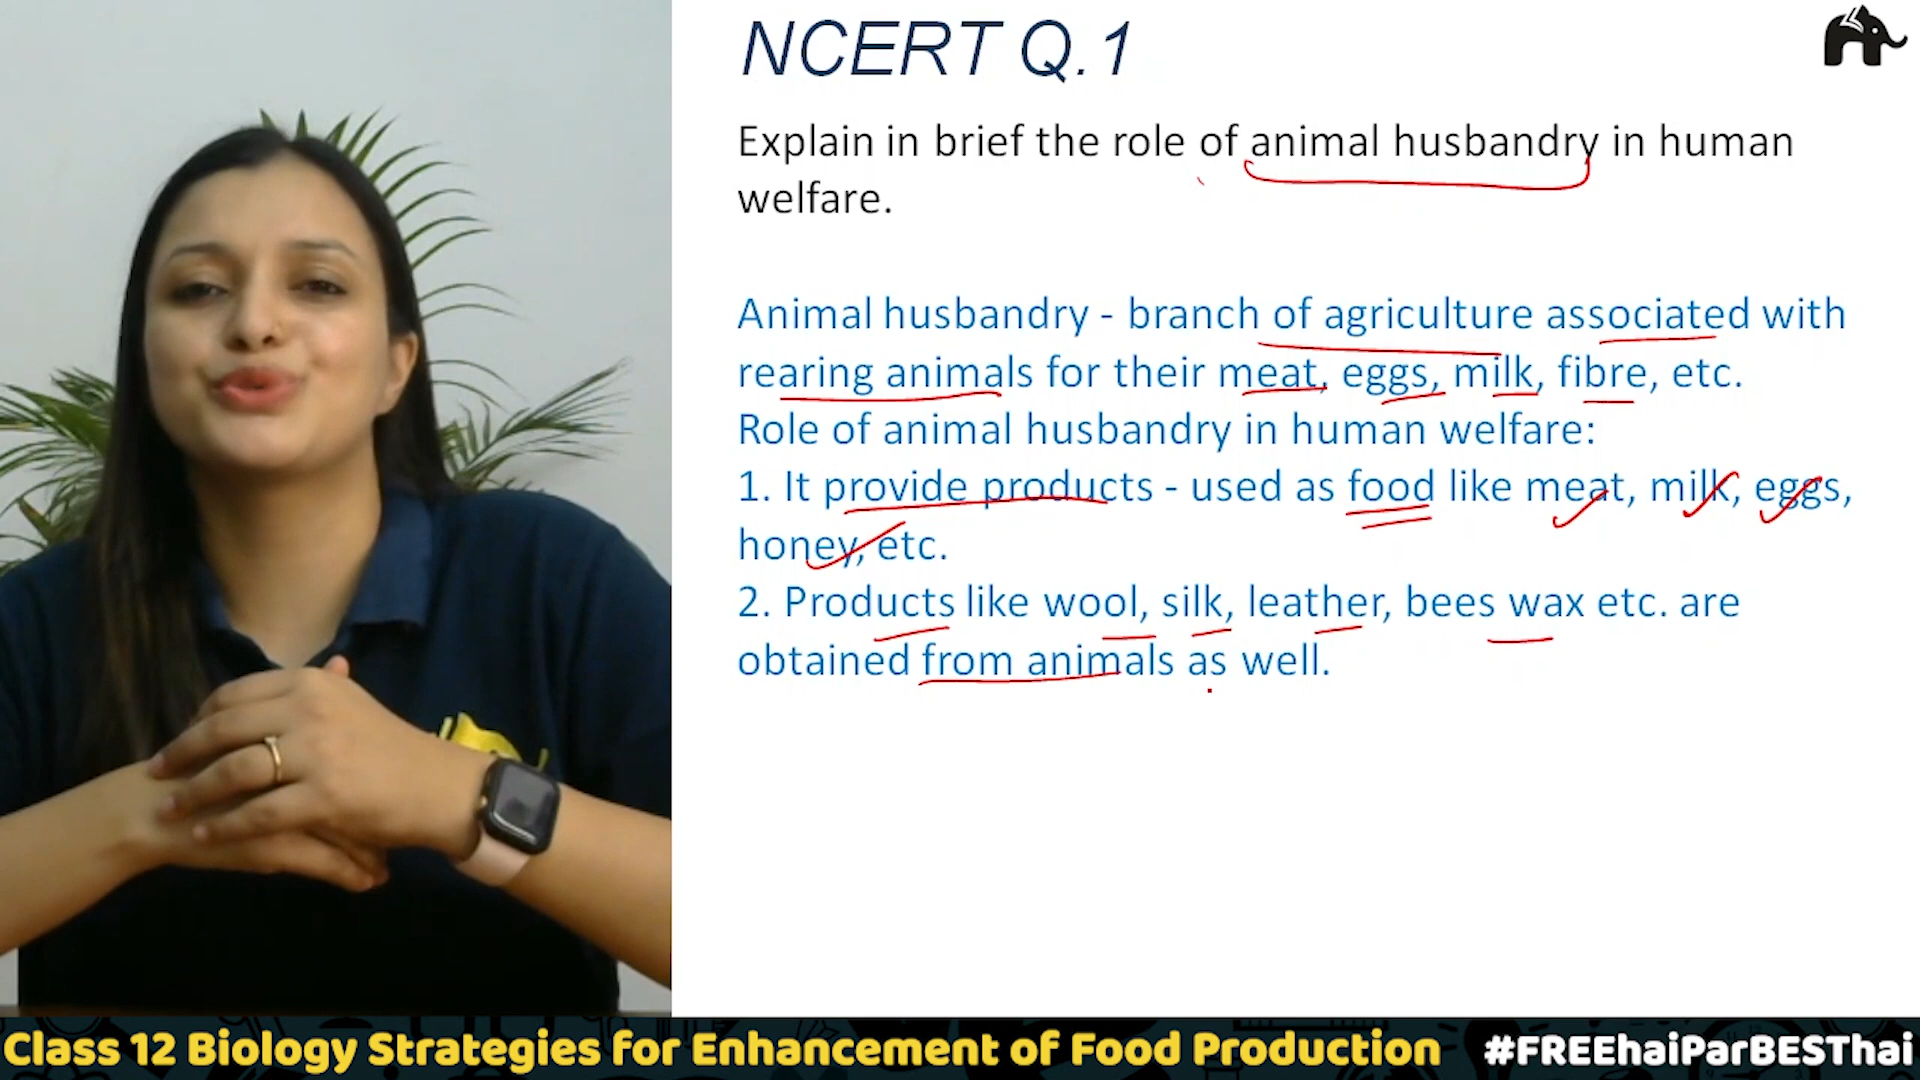 NCERT Q.1
Explain in brief the role of animal husbandry in human
welfare.
Animal husbandry - branch of agriculture associated with
rearing animals for their meat, eggs, milk, fibre, etc.
Role of animal husbandry in human welfare:
1. It provide products - used as food like meat, milk, eggs,
honey, etc.
2. Products like wool, silk, leather, bees wax etc. are
obtained from animals as well.
Class 12 Biology Strategies for Enhancement of Food Production #FREEhaiParBESThai